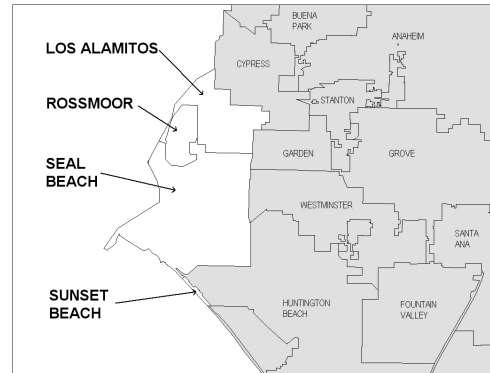 BUENA
PARK
ANAHEIM
LOS ALAMITOS
CYPRESS
ROSSMOOR
STANTON
GARDEN
GROVE
SEAL
BEACH
WESTMINSTER
SANTA
ANA
SUNSET
BEACH
HUNTINGTON
BEACH
FOUNTAIN
VALLEY